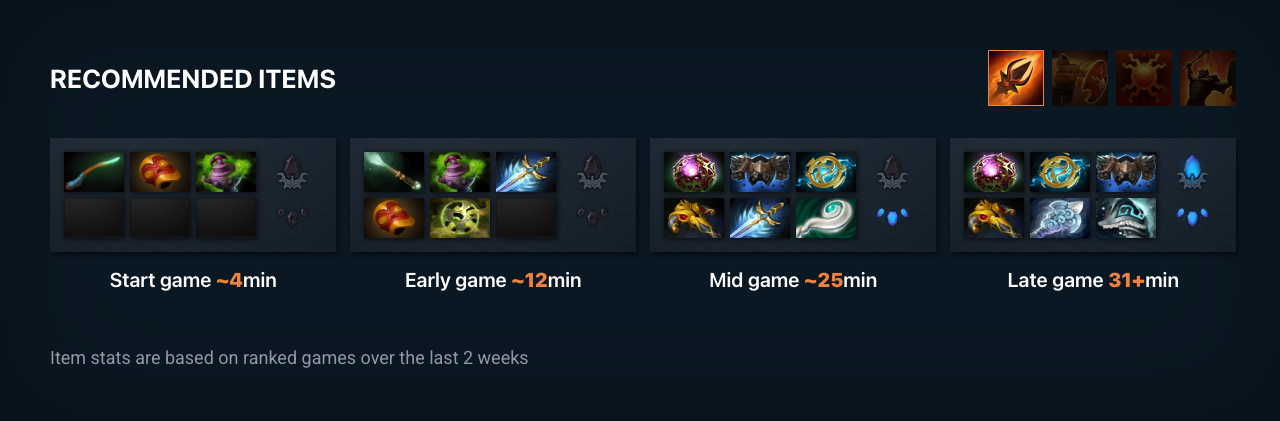 RECOMMENDED ITEMS
Start game ~4min
Early game ~12min
Mid game ~25min
Late game 31+min
Item stats are based on ranked games over the last 2 weeks